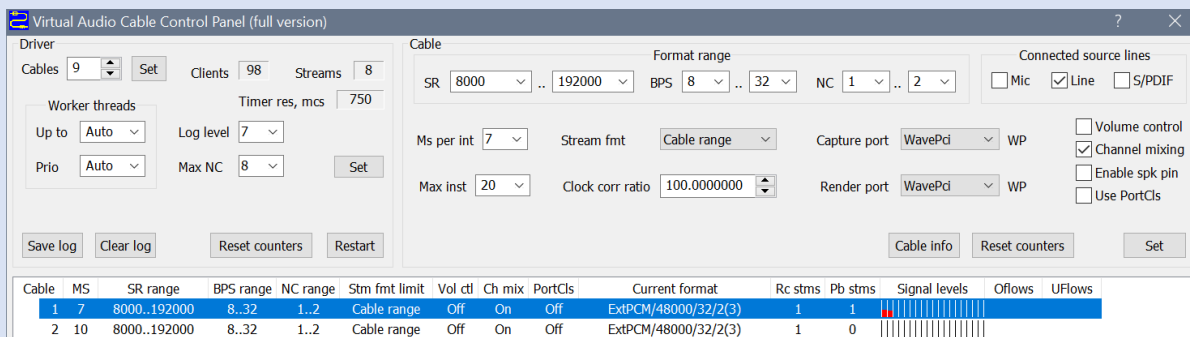 Virtual Audio Cable Control Panel (full version) ? ×
Driver
Cables 9 Set Clients 98 Streams 8
Timer res, mcs 750
Worker threads
Up to Auto Log level 7
Prio Auto Max NC 8 Set
Save log Clear log Reset counters Restart
Cable
Format range
SR 8000 .. 192000 BPS 8 .. 32 NC 1 .. 2
Connected source lines
Mic Line S/PDIF
Ms per int 7 Stream fmt Cable range Capture port WavePci WP
Max inst 20 Clock corr ratio 100.0000000 Render port WavePci WP
Volume control
Channel mixing
Enable spk pin
Use PortCls
Cable info Reset counters Set
Cable MS SR range BPS range NC range Stm fmt limit Vol ctl Ch mix PortCls Current format Rc stms Pb stms Signal levels Oflows UFlows
1 7 8000..192000 8..32 1..2 Cable range Off On Off ExtPCM/48000/32/2(3) 1 1
2 10 8000..192000 8..32 1..2 Cable range Off On Off ExtPCM/48000/32/2(3) 1 0